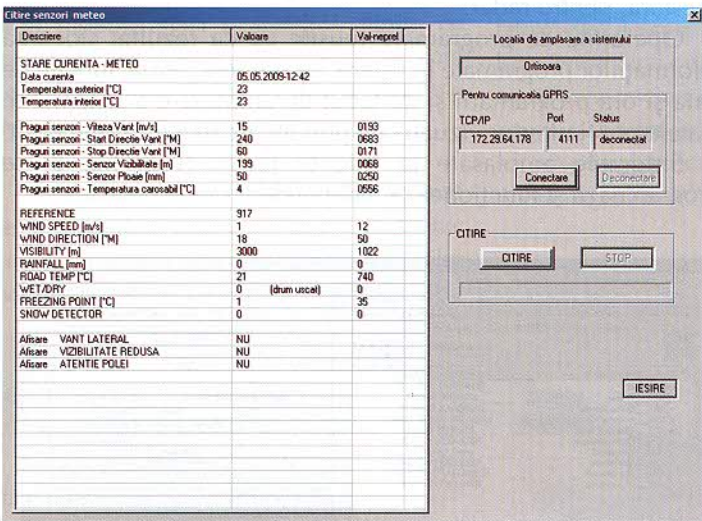 Citire senzori meteo
Descriere Valoare Val-neprel
STARE CURENTA - METEO
Data curenta 05.05.2009-12:42
Temperatura exterior [°C] 23
Temperatura interior [°C] 23
Praguri senzori - Viteza Vant [m/s] 15 0193
Praguri senzori - Start Directie Vant [°M] 240 0683
Praguri senzori - Stop Directie Vant [°M] 60 0171
Praguri senzori - Senzor Vizibilitate [m] 199 0068
Praguri senzori - Senzor Ploaie [mm] 50 0250
Praguri senzori - Temperatura carosabil [°C] 4 0556
REFERENCE 917
WIND SPEED [m/s] 1 12
WIND DIRECTION [°M] 18 50
VISIBILITY [m] 3000 1022
RAINFALL [mm] 0 0
ROAD TEMP [°C] 21 740
WET/DRY 0 (drum uscat) 0
FREEZING POINT [°C] 1 35
SNOW DETECTOR 0 0
Afisare VANT LATERAL NU
Afisare VIZIBILITATE REDUSA NU
Afisare ATENTIE POLEI NU
Locatia de amplasare a sistemului
Ortisoara
Pentru comunicatia GPRS
TCP/IP Port Status
172.29.64.178 4111 deconectat
Conectare Deconectare
CITIRE
CITIRE STOP
IESIRE